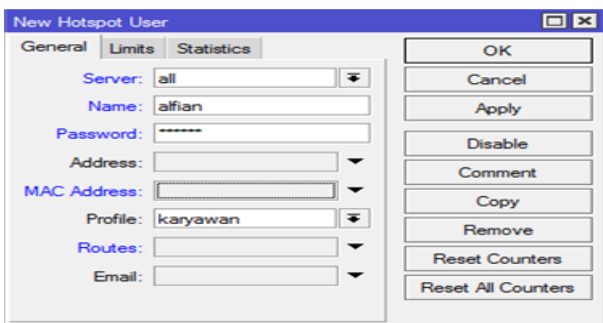 New Hotspot User
General Limits Statistics
Server: all
Name: alfian
Password: ******
Address:
MAC Address:
Profile: karyawan
Routes:
Email:
OK
Cancel
Apply
Disable
Comment
Copy
Remove
Reset Counters
Reset All Counters